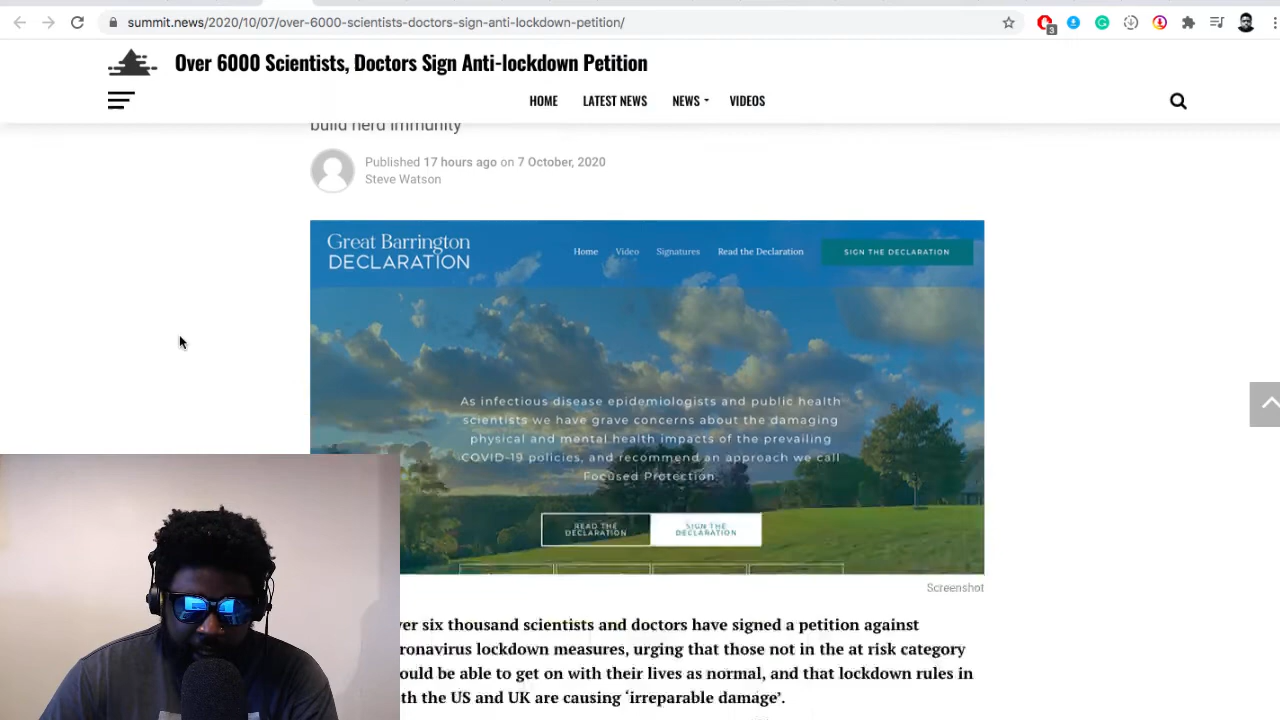 summit.news/2020/10/07/over-6000-scientists-doctors-sign-anti-lockdown-petition/
3
Over 6000 Scientists, Doctors Sign Anti-lockdown Petition
HOME LATEST NEWS NEWS VIDEOS
build herd immunity
Published 17 hours ago on 7 October, 2020
Steve Watson
Great Barrington
DECLARATION
Home Video Signatures Read the Declaration SIGN THE DECLARATION
As infectious disease epidemiologists and public health
scientists we have grave concerns about the damaging
physical and mental health impacts of the prevailing
COVID-19 policies, and recommend an approach we call
Focused Protection.
READ THE
DECLARATION
SIGN THE
DECLARATION
Screenshot
ver six thousand scientists and doctors have signed a petition against
ronavirus lockdown measures, urging that those not in the at risk category
ould be able to get on with their lives as normal, and that lockdown rules in
th the US and UK are causing ‘irreparable damage’.